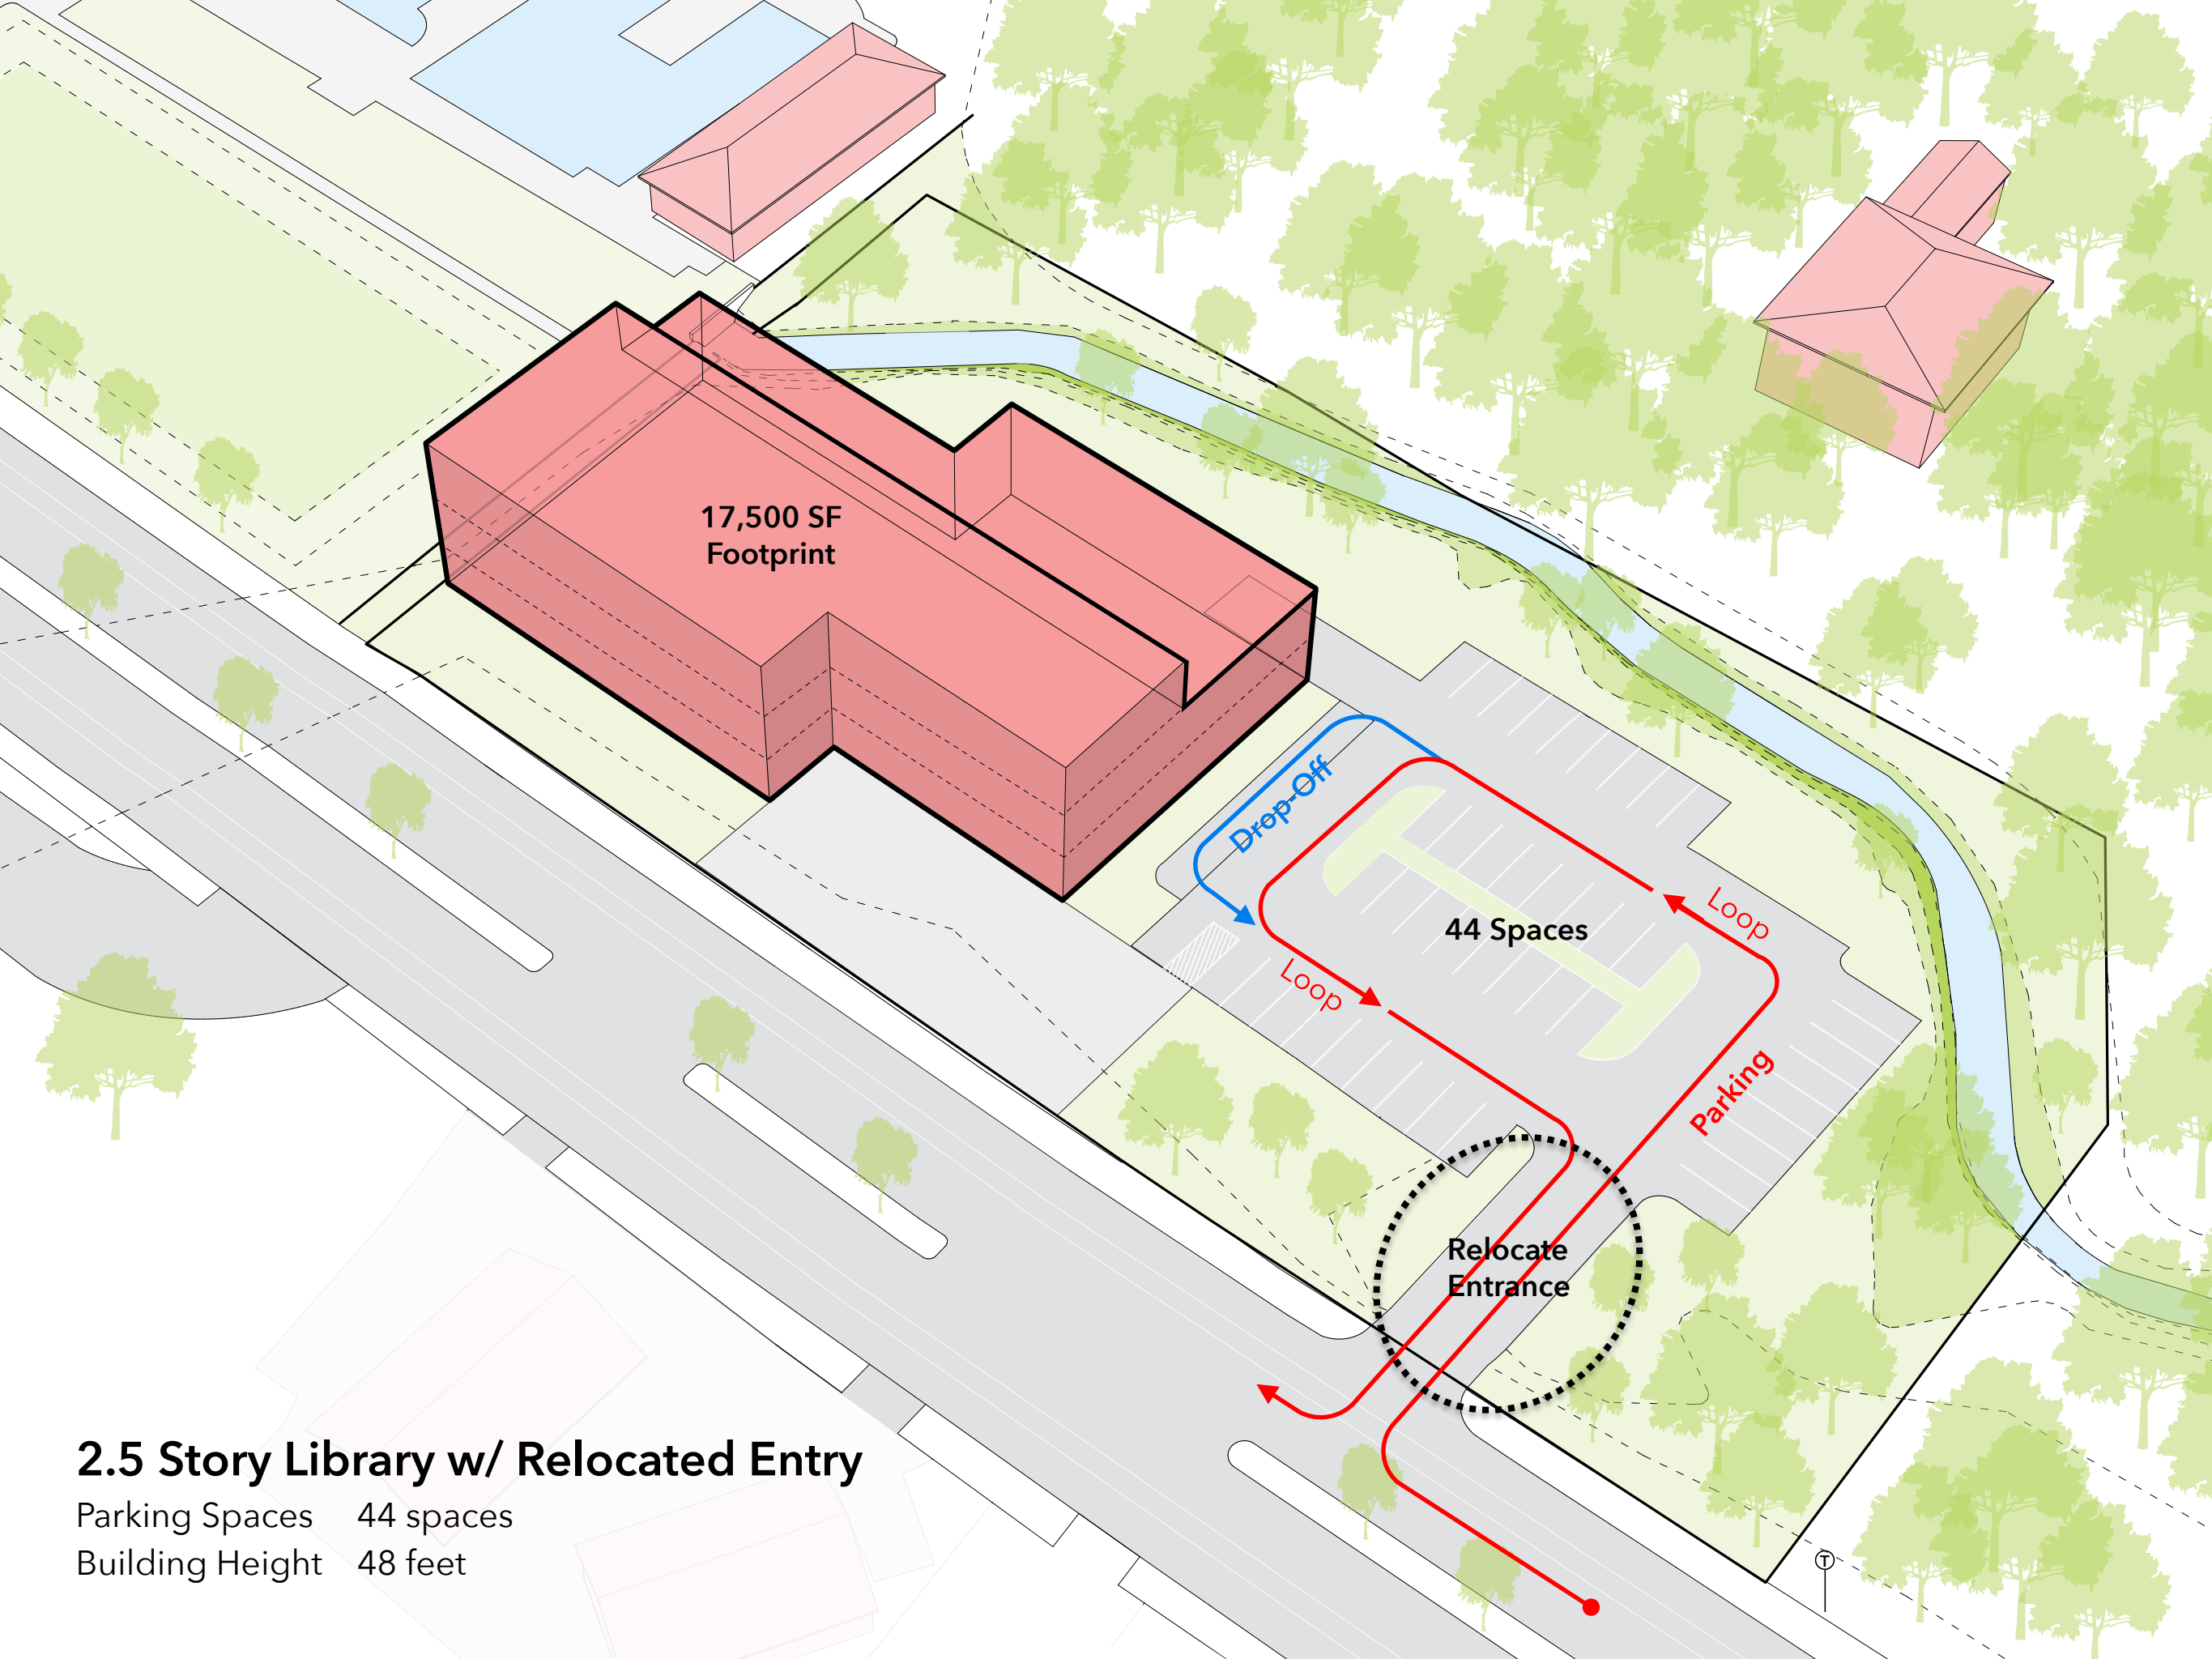 17,500 SF
Footprint
Drop-Off
Loop
44 Spaces
Loop
Parking
Relocate
Entrance
2.5 Story Library w/ Relocated Entry
Parking Spaces 44 spaces
Building Height 48 feet
T